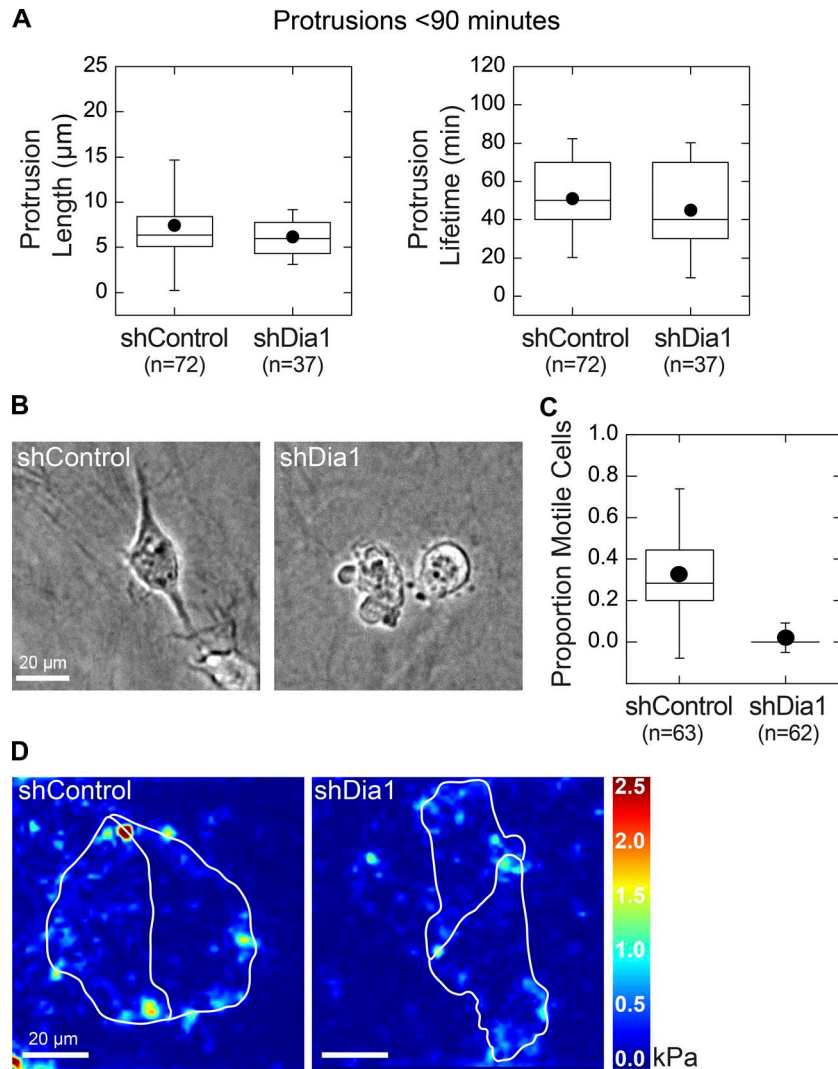 A
Protrusions <90 minutes
Protrusion
Length (µm)
25
20
15
10
5
0
shControl
(n=72)
shDia1
(n=37)
Protrusion
Lifetime (min)
120
100
80
60
40
20
0
shControl
(n=72)
shDia1
(n=37)
B
shControl
20 µm
shDia1
C
Proportion Motile Cells
1.0
0.8
0.6
0.4
0.2
0.0
shControl
(n=63)
shDia1
(n=62)
D
shControl
20 µm
shDia1
2.5
2.0
1.5
1.0
0.5
0.0
kPa